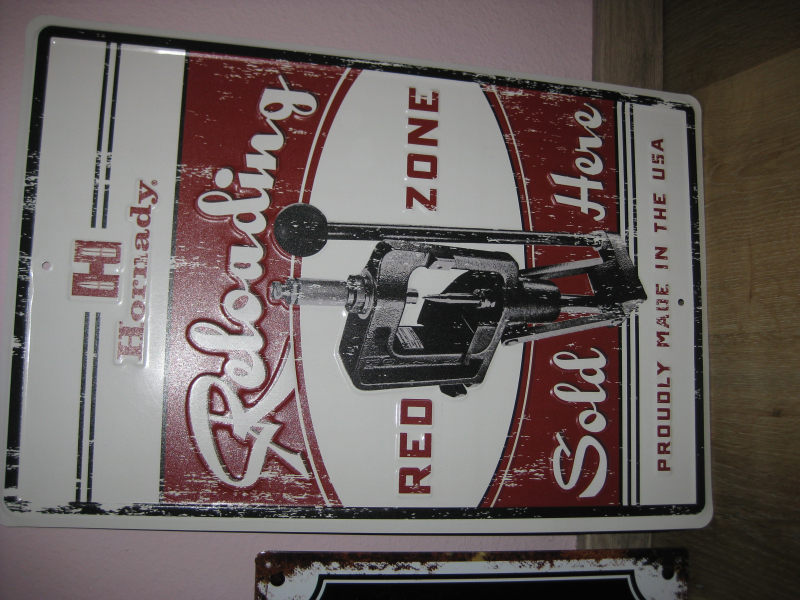 H
Hornady.
Reloading
RED ZONE
Sold Here
PROUDLY MADE IN THE USA